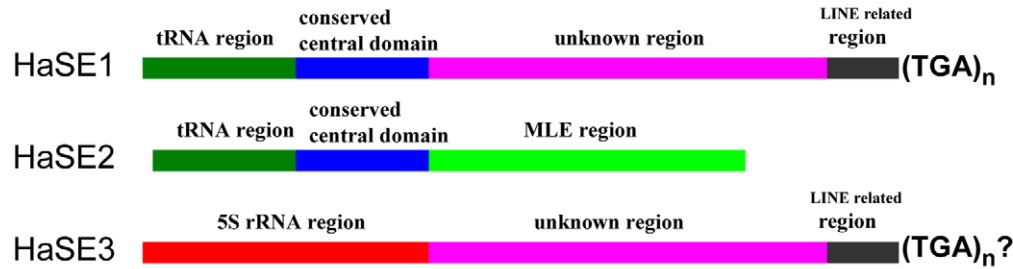 conserved
LINE related
tRNA region
central domain
unknown region
region
HaSE1
(TGA)n
conserved
tRNA region
central domain
MLE region
HaSE2
LINE related
5S rRNA region
unknown region
region
HaSE3
(TGA)n?